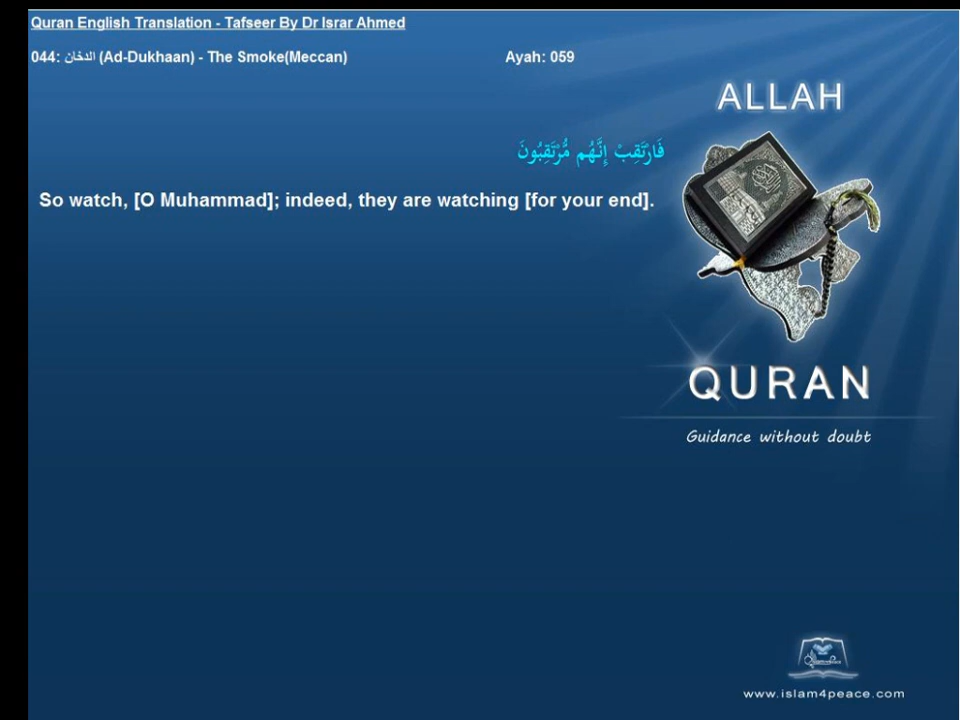 Quran English Translation - Tafseer By Dr Israr Ahmed
044: الدخان (Ad-Dukhaan) - The Smoke(Meccan) Ayah: 059
ALLAH
فَارْتَقِبْ إِنَّهُم مُّرْتَقِبُونَ
So watch, [O Muhammad]; indeed, they are watching [for your end].
QURAN
Guidance without doubt
www.islam4peace.com